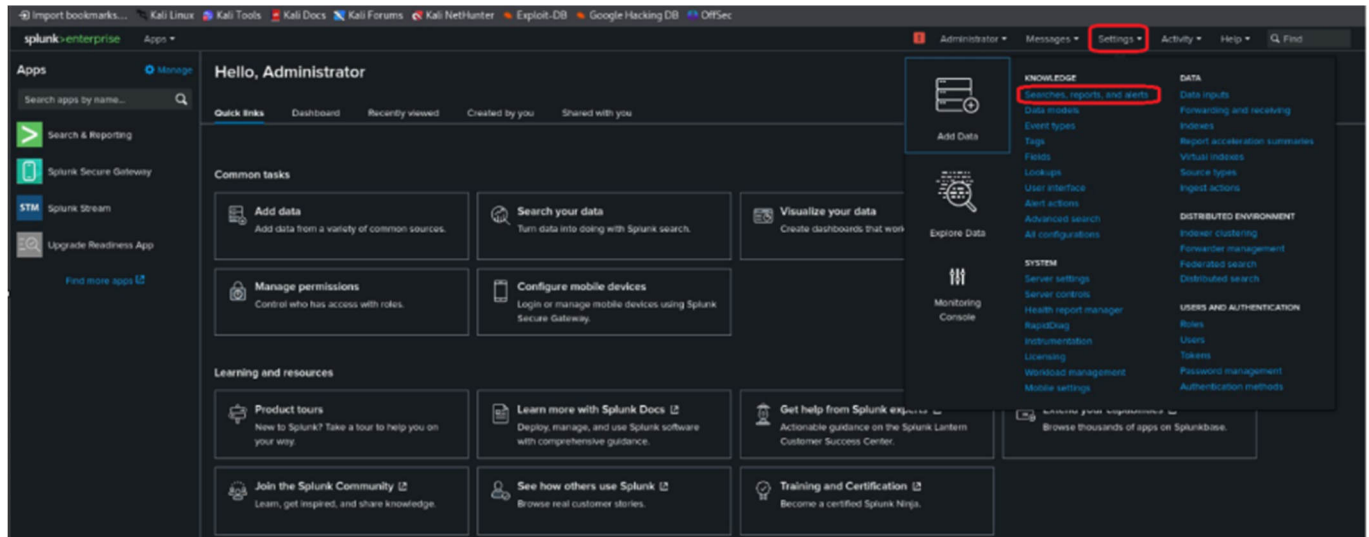 Import bookmarks... Kali Linux Kali Tools Kali Docs Kali Forums Kali NetHunter Exploit-DB Google Hacking DB OffSec
splunk>enterprise Apps Administrator Messages Settings Activity Help Find
Apps Manage
Search apps by name...
Search & Reporting
Splunk Secure Gateway
STM Splunk Stream
Upgrade Readiness App
Find more apps
Hello, Administrator
Quick links Dashboard Recently viewed Created by you Shared with you
Common tasks
Add data
Add data from a variety of common sources.
Search your data
Turn data into doing with Splunk search.
Visualize your data
Create dashboards that work
Manage permissions
Control who has access with roles.
Configure mobile devices
Login or manage mobile devices using Splunk
Secure Gateway.
Learning and resources
Product tours
New to Splunk? Take a tour to help you on
your way.
Learn more with Splunk Docs
Deploy, manage, and use Splunk software
with comprehensive guidance.
Get help from Splunk experts
Actionable guidance on the Splunk Lantern
Customer Success Center.
Extend your capabilities
Browse thousands of apps on Splunkbase.
Join the Splunk Community
Learn, get inspired, and share knowledge.
See how others use Splunk
Browse real customer stories.
Training and Certification
Become a certified Splunk Ninja.
Add Data
Explore Data
Monitoring
Console
KNOWLEDGE
Searches, reports, and alerts
Data models
Event types
Tags
Fields
Lookups
User interface
Alert actions
Advanced search
All configurations
SYSTEM
Server settings
Server controls
Health report manager
RapidDiag
Instrumentation
Licensing
Workload management
Mobile settings
DATA
Data inputs
Forwarding and receiving
Indexes
Report acceleration summaries
Virtual indexes
Source types
Ingest actions
DISTRIBUTED ENVIRONMENT
Indexer clustering
Forwarder management
Federated search
Distributed search
USERS AND AUTHENTICATION
Roles
Users
Tokens
Password management
Authentication methods